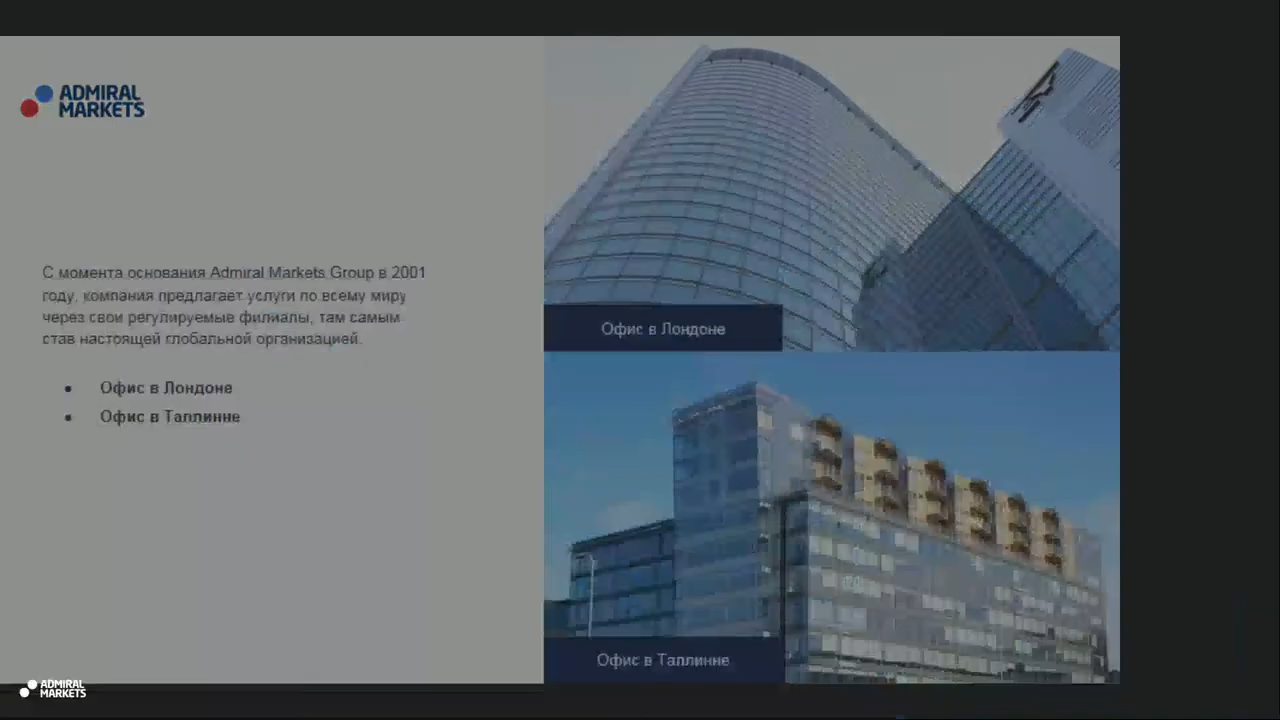 ADMIRAL
MARKETS
С момента основания Admiral Markets Group в 2001
году, компания предлагает услуги по всему миру
через свои регулируемые филиалы, там самым
став настоящей глобальной организацией.
• Офис в Лондоне
• Офис в Таллинне
Офис в Лондоне
Офис в Таллинне
ADMIRAL
MARKETS